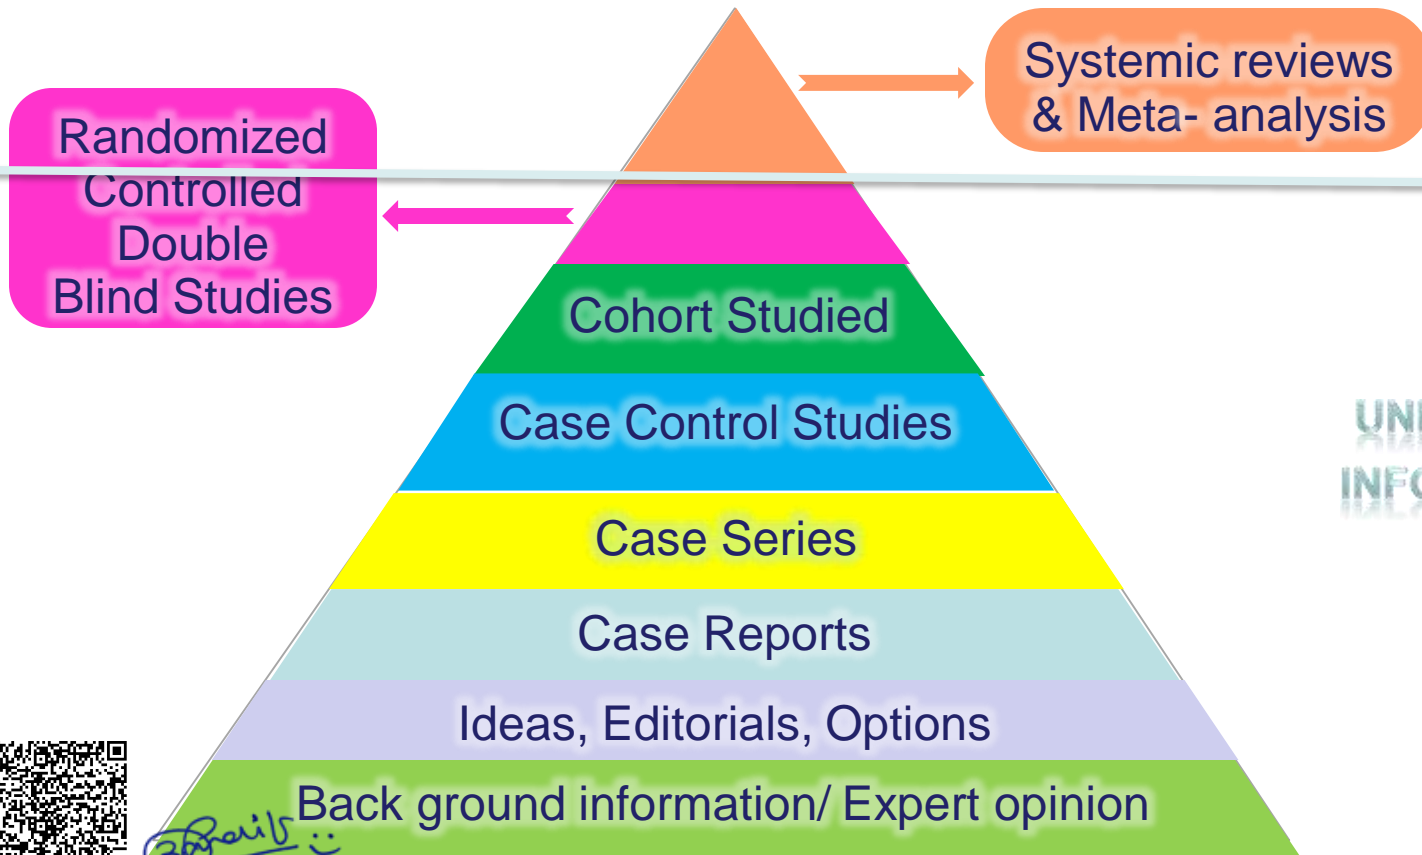 Systemic reviews
& Meta- analysis
Randomized
Controlled
Double
Blind Studies
Cohort Studied
Case Control Studies
Case Series
Case Reports
Ideas, Editorials, Options
Back ground information/ Expert opinion